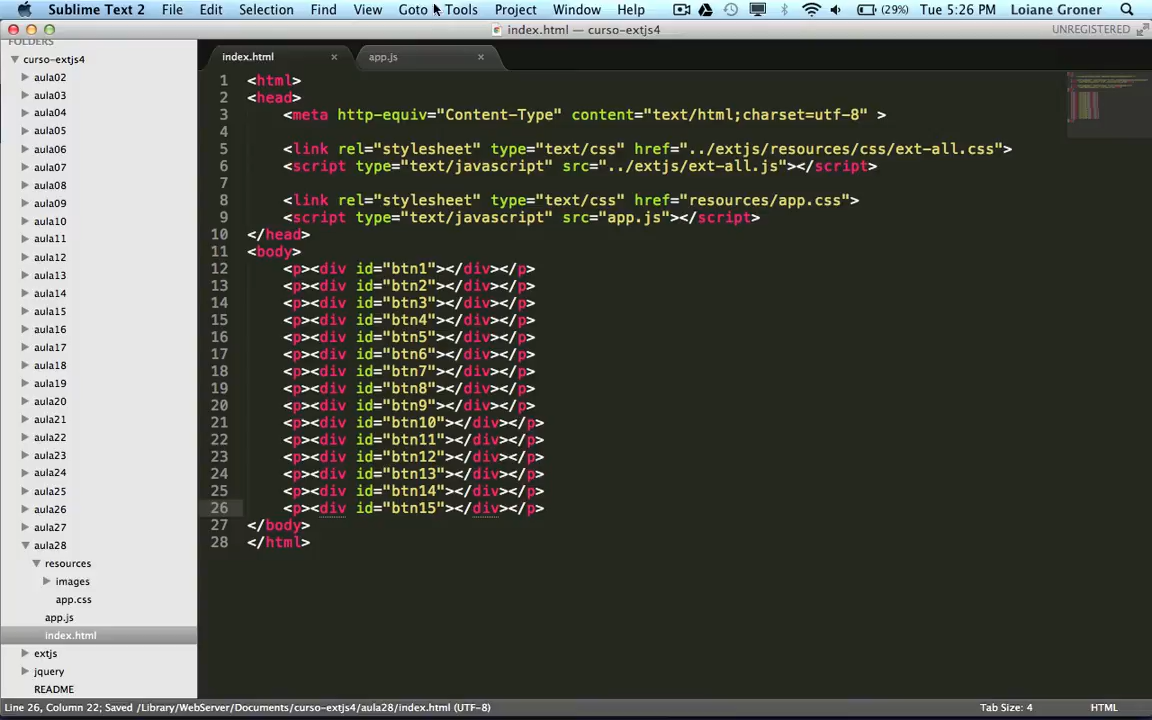 Sublime Text 2 File Edit Selection Find View Goto Tools Project Window Help (29%) Tue 5:26 PM Loiane Groner
index.html — curso-extjs4 UNREGISTERED
FOLDERS
curso-extjs4
aula02
aula03
aula04
aula05
aula06
aula07
aula08
aula09
aula10
aula11
aula12
aula13
aula14
aula15
aula16
aula17
aula18
aula19
aula20
aula21
aula22
aula23
aula24
aula25
aula26
aula27
aula28
resources
images
app.css
app.js
index.html
extjs
jquery
README
index.html × app.js ×
1 <html>
2 <head>
3 <meta http-equiv="Content-Type" content="text/html;charset=utf-8" >
4
5 <link rel="stylesheet" type="text/css" href="../extjs/resources/css/ext-all.css">
6 <script type="text/javascript" src="../extjs/ext-all.js"></script>
7
8 <link rel="stylesheet" type="text/css" href="resources/app.css">
9 <script type="text/javascript" src="app.js"></script>
10 </head>
11 <body>
12 <p><div id="btn1"></div></p>
13 <p><div id="btn2"></div></p>
14 <p><div id="btn3"></div></p>
15 <p><div id="btn4"></div></p>
16 <p><div id="btn5"></div></p>
17 <p><div id="btn6"></div></p>
18 <p><div id="btn7"></div></p>
19 <p><div id="btn8"></div></p>
20 <p><div id="btn9"></div></p>
21 <p><div id="btn10"></div></p>
22 <p><div id="btn11"></div></p>
23 <p><div id="btn12"></div></p>
24 <p><div id="btn13"></div></p>
25 <p><div id="btn14"></div></p>
26 <p><div id="btn15"></div></p>
27 </body>
28 </html>
Line 26, Column 22; Saved /Library/WebServer/Documents/curso-extjs4/aula28/index.html (UTF-8) Tab Size: 4 HTML